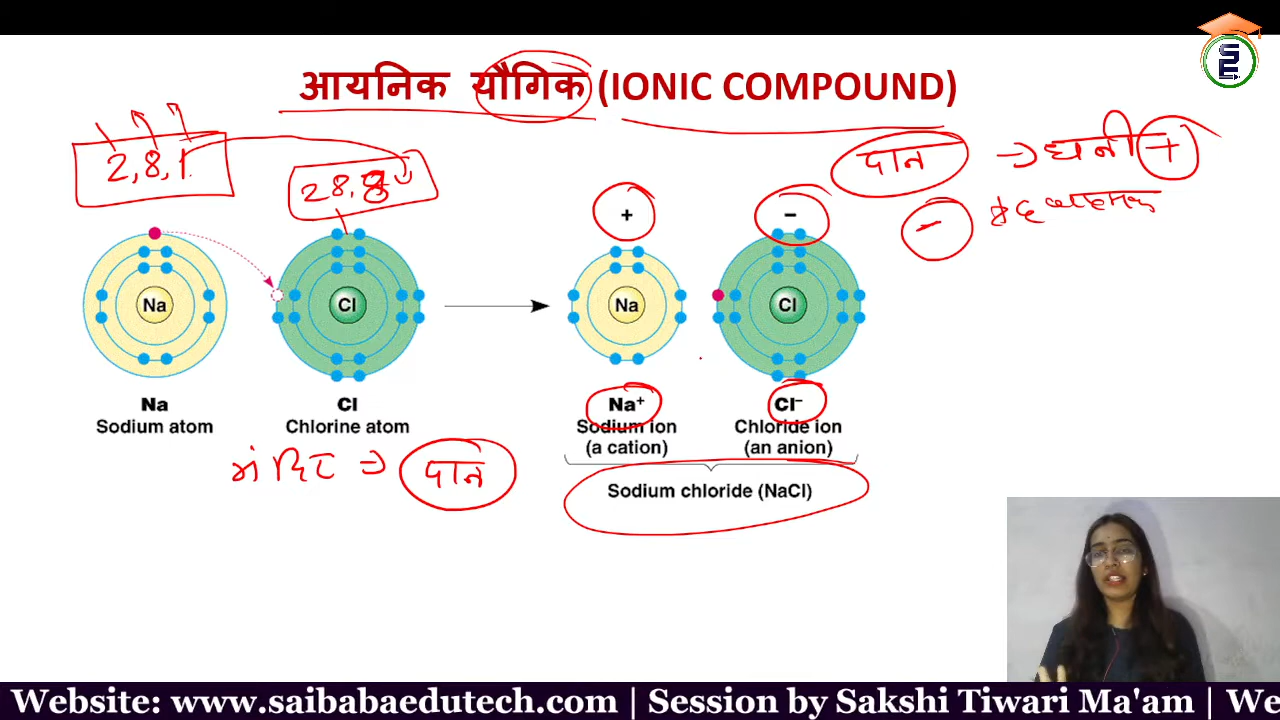 आयनिक यौगिक (IONIC COMPOUND)
2,8,1
2 8,8
दान → धनी +
+
–
-
Na
Cl
Na
Cl
Na
Sodium atom
Cl
Chlorine atom
Na⁺
Sodium ion
(a cation)
Cl⁻
Chloride ion
(an anion)
मंदिर ⇒ दान
Sodium chloride (NaCl)
Website: www.saibabaedutech.com | Session by Sakshi Tiwari Ma'am | We